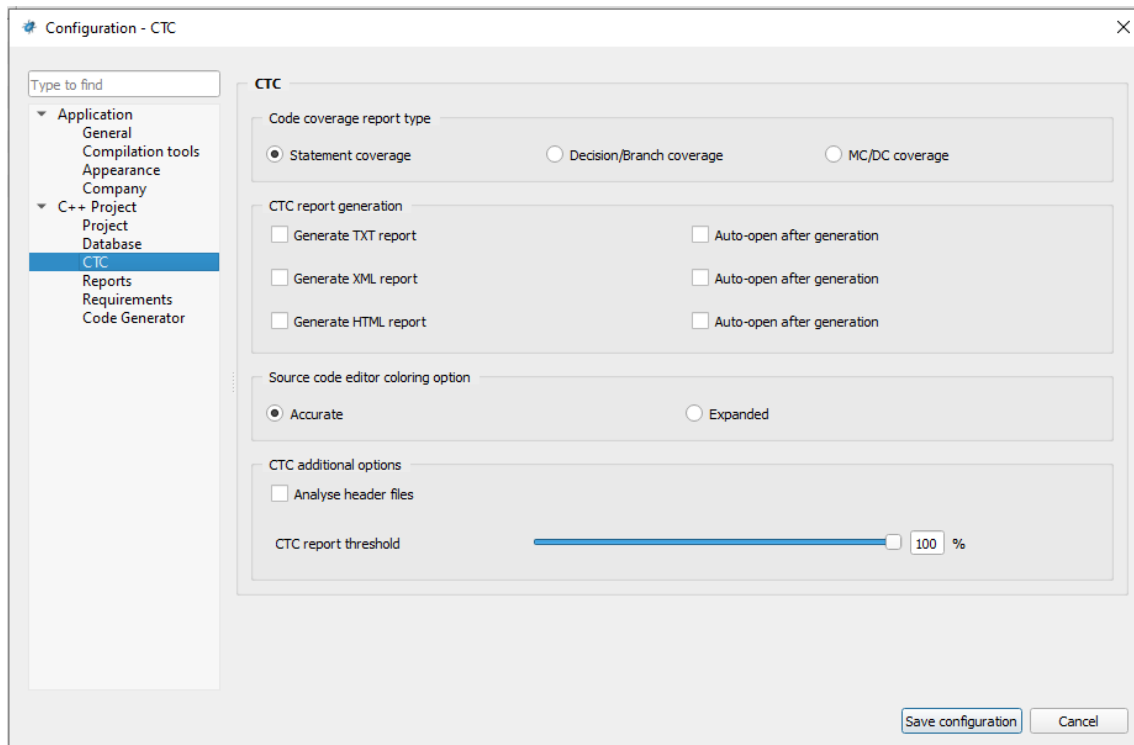 Configuration - CTC
Type to find
Application
General
Compilation tools
Appearance
Company
C++ Project
Project
Database
CTC
Reports
Requirements
Code Generator
CTC
Code coverage report type
Statement coverage
Decision/Branch coverage
MC/DC coverage
CTC report generation
Generate TXT report
Auto-open after generation
Generate XML report
Auto-open after generation
Generate HTML report
Auto-open after generation
Source code editor coloring option
Accurate
Expanded
CTC additional options
Analyse header files
CTC report threshold
100 %
Save configuration
Cancel